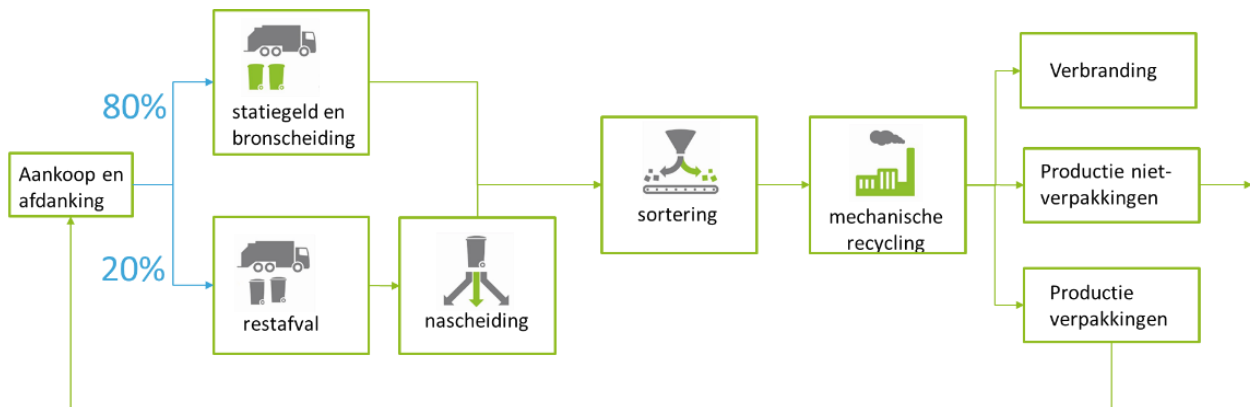 80%
statiegeld en
bronscheiding
Aankoop en
afdanking
20%
restafval
nascheiding
sortering
mechanische
recycling
Verbranding
Productie niet-
verpakkingen
Productie
verpakkingen